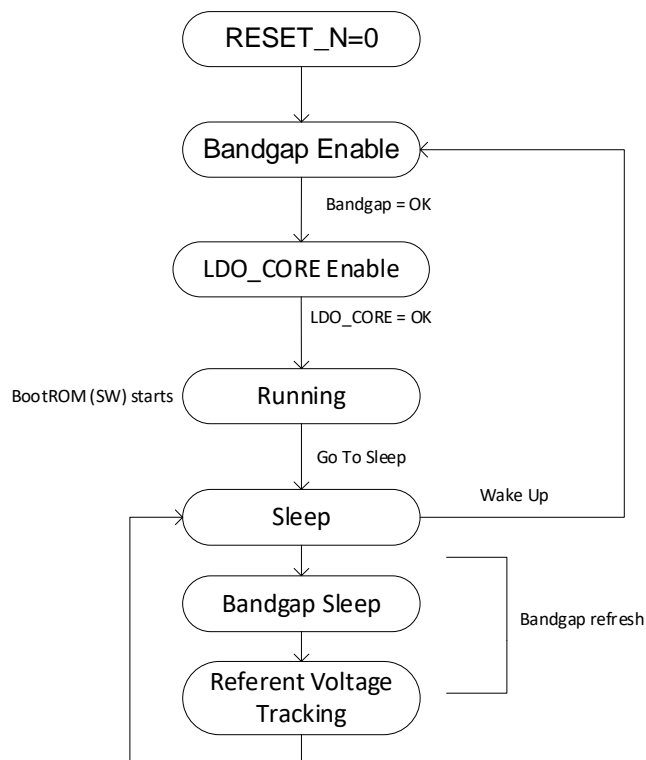 RESET_N=0
Bandgap Enable
Bandgap = OK
LDO_CORE Enable
LDO_CORE = OK
BootROM (SW) starts
Running
Go To Sleep
Wake Up
Sleep
Bandgap Sleep
Bandgap refresh
Referent Voltage
Tracking